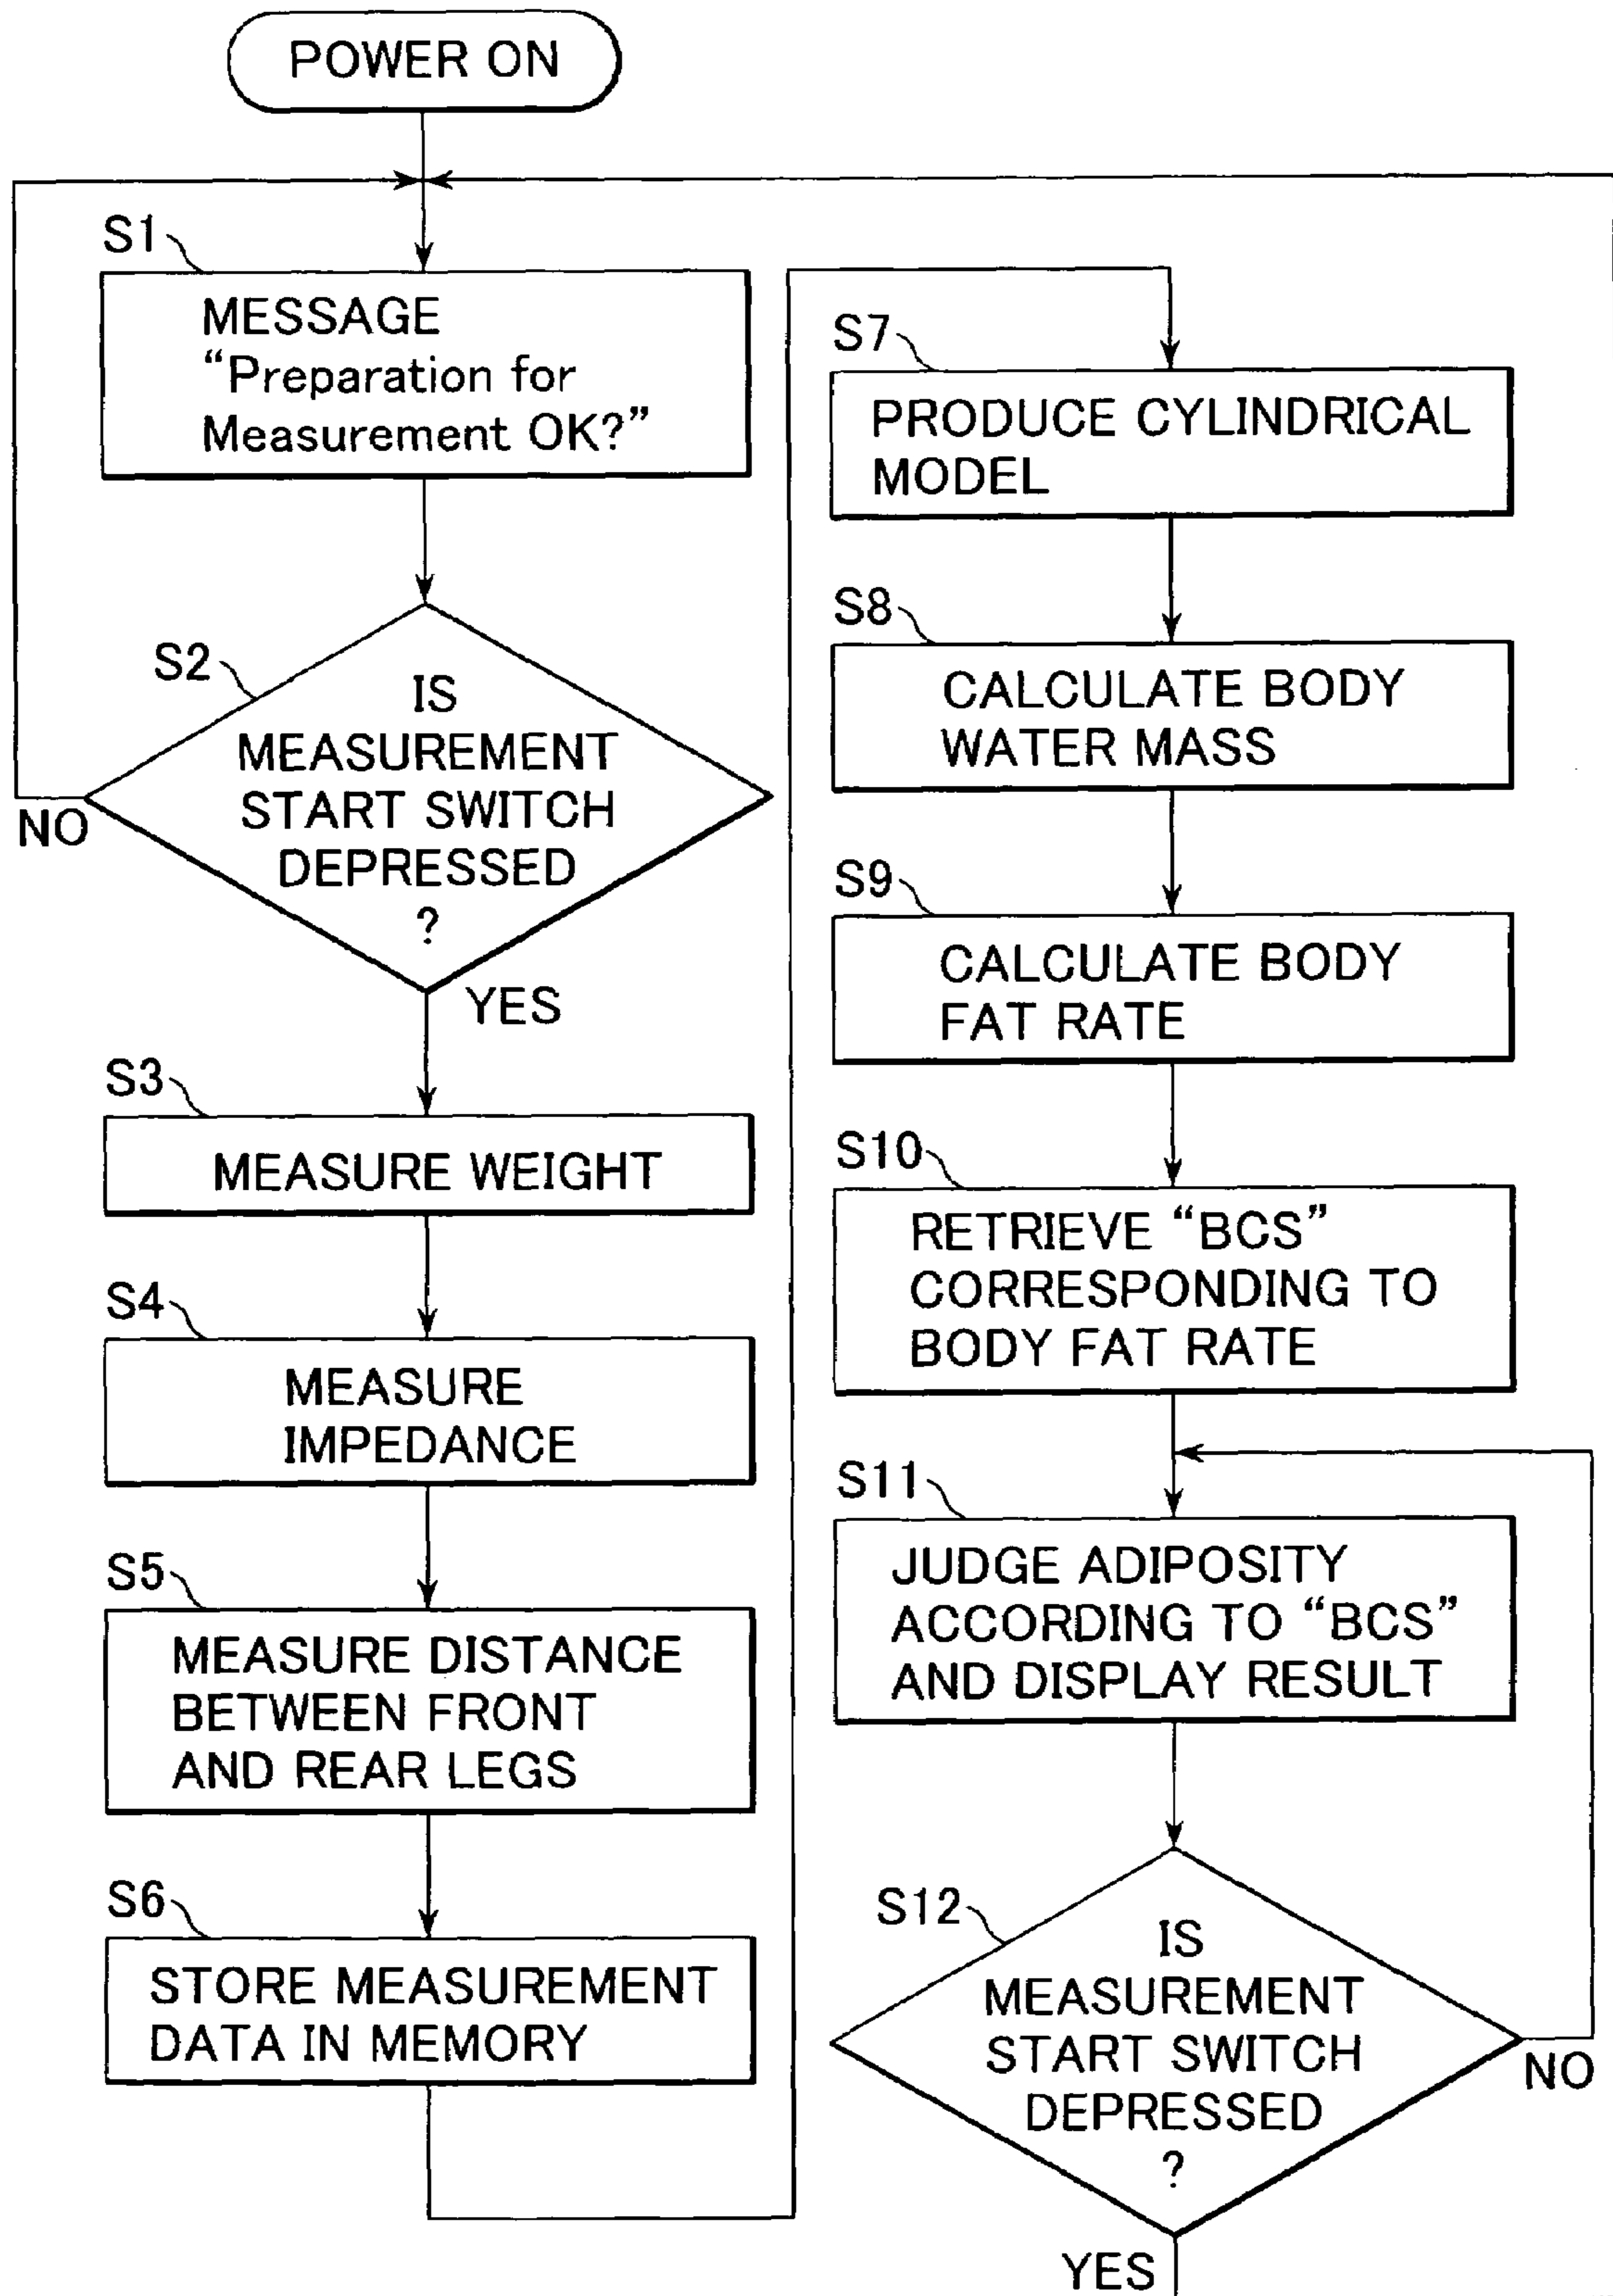 POWER ON
S1
MESSAGE
“Preparation for
Measurement OK?”
S2
IS
MEASUREMENT
START SWITCH
DEPRESSED
?
NO
YES
S3
MEASURE WEIGHT
S4
MEASURE
IMPEDANCE
S5
MEASURE DISTANCE
BETWEEN FRONT
AND REAR LEGS
S6
STORE MEASUREMENT
DATA IN MEMORY
S7
PRODUCE CYLINDRICAL
MODEL
S8
CALCULATE BODY
WATER MASS
S9
CALCULATE BODY
FAT RATE
S10
RETRIEVE “BCS”
CORRESPONDING TO
BODY FAT RATE
S11
JUDGE ADIPOSITY
ACCORDING TO “BCS”
AND DISPLAY RESULT
S12
IS
MEASUREMENT
START SWITCH
DEPRESSED
?
NO
YES